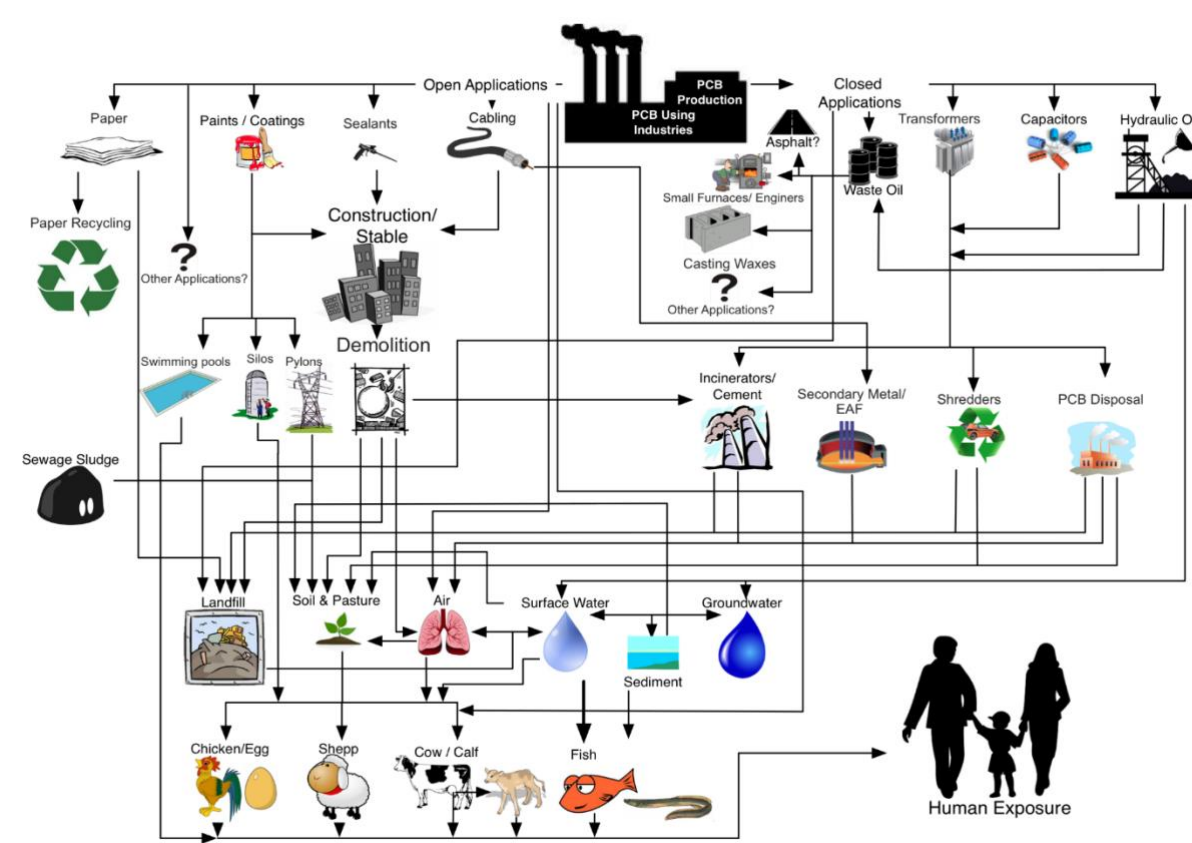 PCB
Production
PCB Using
Industries
Open Applications
Closed
Applications
Paper
Paints / Coatings
Sealants
Cabling
Asphalt?
Transformers
Capacitors
Hydraulic O
Waste Oil
Small Furnaces/ Enginers
Paper Recycling
Construction/
Stable
?
Other Applications?
Casting Waxes
?
Other Applications?
Demolition
Swimming pools
Silos
Pylons
Incinerators/
Cement
Secondary Metal/
EAF
Shredders
PCB Disposal
Sewage Sludge
Landfill
Soil & Pasture
Air
Surface Water
Groundwater
Sediment
Chicken/Egg
Shepp
Cow / Calf
Fish
Human Exposure